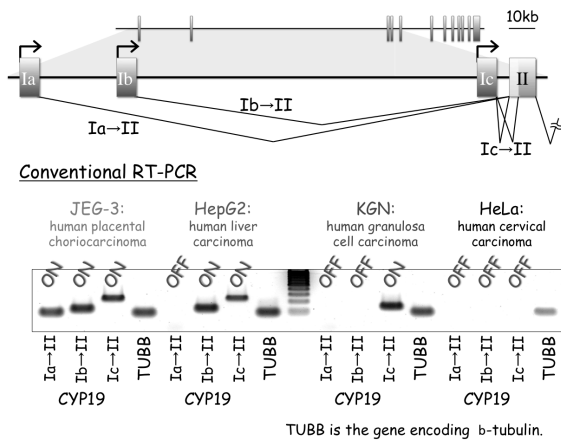 10kb
Ia
Ib
Ic
II
Ib→II
Ia→II
Ic→II
Conventional RT-PCR
JEG-3:
human placental
choriocarcinoma
HepG2:
human liver
carcinoma
KGN:
human granulosa
cell carcinoma
HeLa:
human cervical
carcinoma
ON ON ON OFF ON ON OFF OFF ON OFF OFF OFF
Ia→II Ib→II Ic→II TUBB Ia→II Ib→II Ic→II TUBB Ia→II Ib→II Ic→II TUBB Ia→II Ib→II Ic→II TUBB
CYP19 CYP19 CYP19 CYP19
TUBB is the gene encoding b-tubulin.